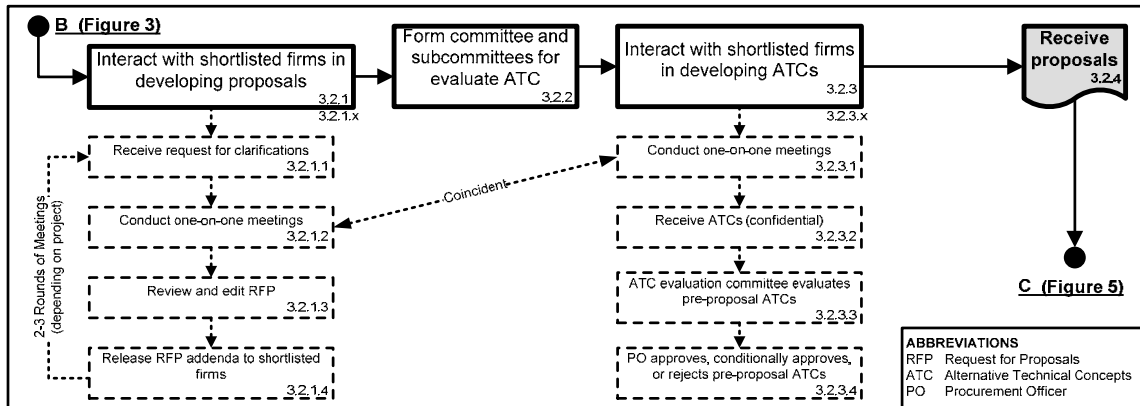 B (Figure 3)
Interact with shortlisted firms in
developing proposals
3.2.1
3.2.1.x
Form committee and
subcommittees for
evaluate ATC
3.2.2
Interact with shortlisted firms
in developing ATCs
3.2.3
3.2.3.x
Receive
proposals
3.2.4
Receive request for clarifications
3.2.1.1
Conduct one-on-one meetings
3.2.1.2
Review and edit RFP
3.2.1.3
Release RFP addenda to shortlisted
firms
3.2.1.4
2-3 Rounds of Meetings
(depending on project)
Coincident
Conduct one-on-one meetings
3.2.3.1
Receive ATCs (confidential)
3.2.3.2
ATC evaluation committee evaluates
pre-proposal ATCs
3.2.3.3
PO approves, conditionally approves,
or rejects pre-proposal ATCs
3.2.3.4
C (Figure 5)
ABBREVIATIONS
RFP Request for Proposals
ATC Alternative Technical Concepts
PO Procurement Officer